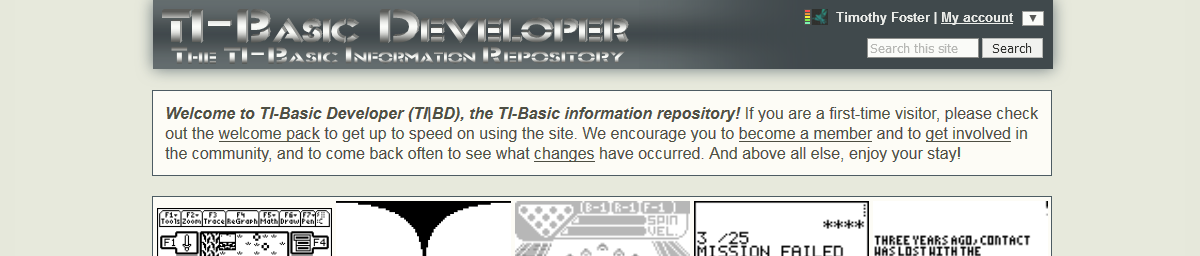 TI-Basic Developer
The TI-Basic Information Repository
Timothy Foster | My account ▼
Search this site Search
Welcome to TI-Basic Developer (TI|BD), the TI-Basic information repository! If you are a first-time visitor, please check
out the welcome pack to get up to speed on using the site. We encourage you to become a member and to get involved in
the community, and to come back often to see what changes have occurred. And above all else, enjoy your stay!
F1 Tools F2 Zoom F3 Trace F4 ReGraph F5 Math F6 Draw F7 Pen
F1 F4
(B-1 (R-1 (F-1 )
SPIN
VEL.
****
3 /25
MISSION FAILED
THREE YEARS AGO, CONTACT
WAS LOST WITH THE